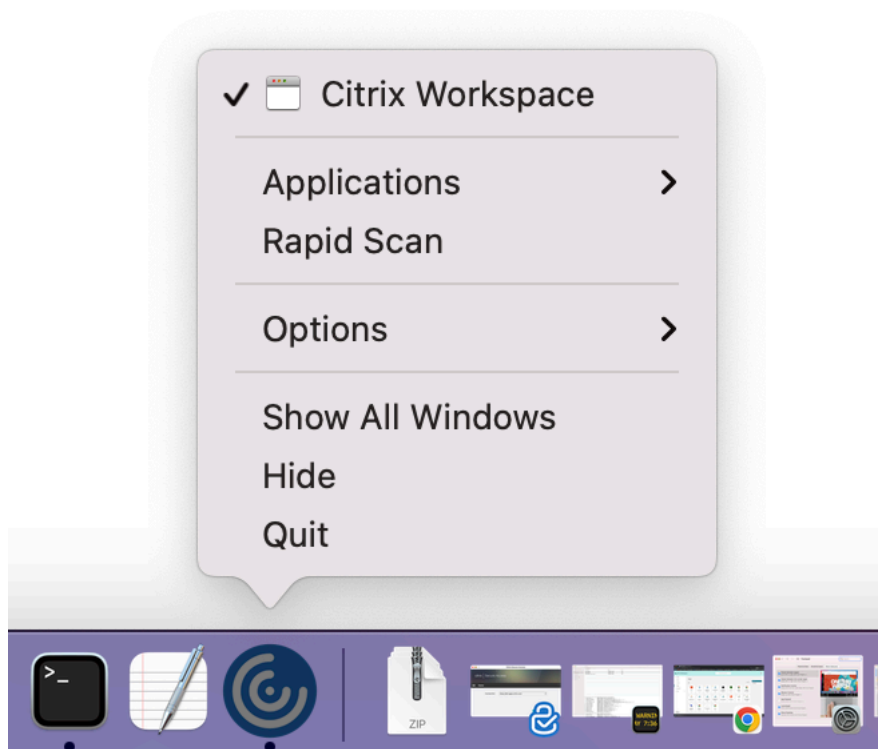 Citrix Workspace
Applications
Rapid Scan
Options
Show All Windows
Hide
Quit
>_
ZIP